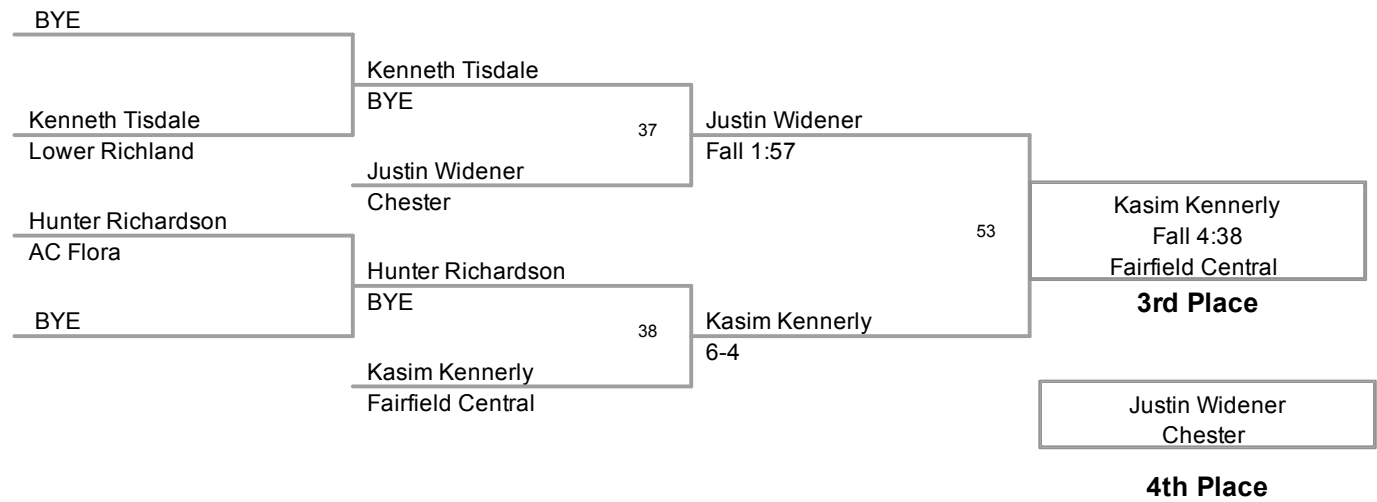 BYE
Kenneth Tisdale
BYE
Kenneth Tisdale
Lower Richland
37
Justin Widener
Fall 1:57
Justin Widener
Chester
Hunter Richardson
AC Flora
53
Kasim Kennerly
Fall 4:38
Fairfield Central
3rd Place
Hunter Richardson
BYE
BYE
38
Kasim Kennerly
6-4
Kasim Kennerly
Fairfield Central
Justin Widener
Chester
4th Place